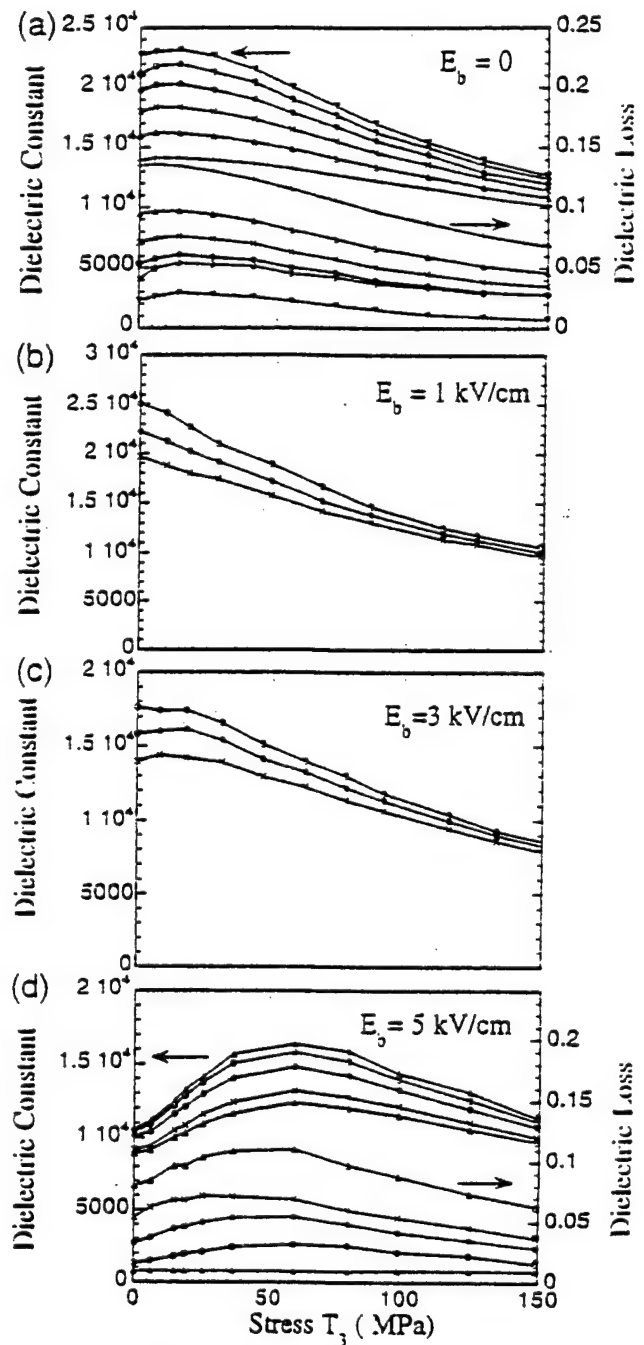 (a)
2.5 10⁴
2 10⁴
1.5 10⁴
1 10⁴
5000
0
Dielectric Constant
E_b = 0
0.25
0.2
0.15
0.1
0.05
0
Dielectric Loss
(b)
3 10⁴
2.5 10⁴
2 10⁴
1.5 10⁴
1 10⁴
5000
0
Dielectric Constant
E_b = 1 kV/cm
(c)
2 10⁴
1.5 10⁴
1 10⁴
5000
0
Dielectric Constant
E_b=3 kV/cm
(d)
2 10⁴
1.5 10⁴
1 10⁴
5000
0
Dielectric Constant
E_b= 5 kV/cm
0.2
0.15
0.1
0.05
0
Dielectric Loss
0 50 100 150
Stress T₃ ( MPa)